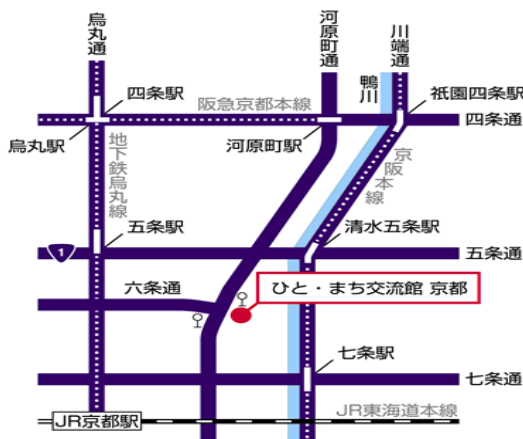 烏丸通
河原町通
川端通
鴨川
四条駅
阪急京都本線
祇園四条駅
四条通
烏丸駅
河原町駅
地下鉄烏丸線
京阪本線
五条駅
清水五条駅
1
五条通
六条通
ひと・まち交流館 京都
七条駅
七条通
JR東海道本線
JR京都駅